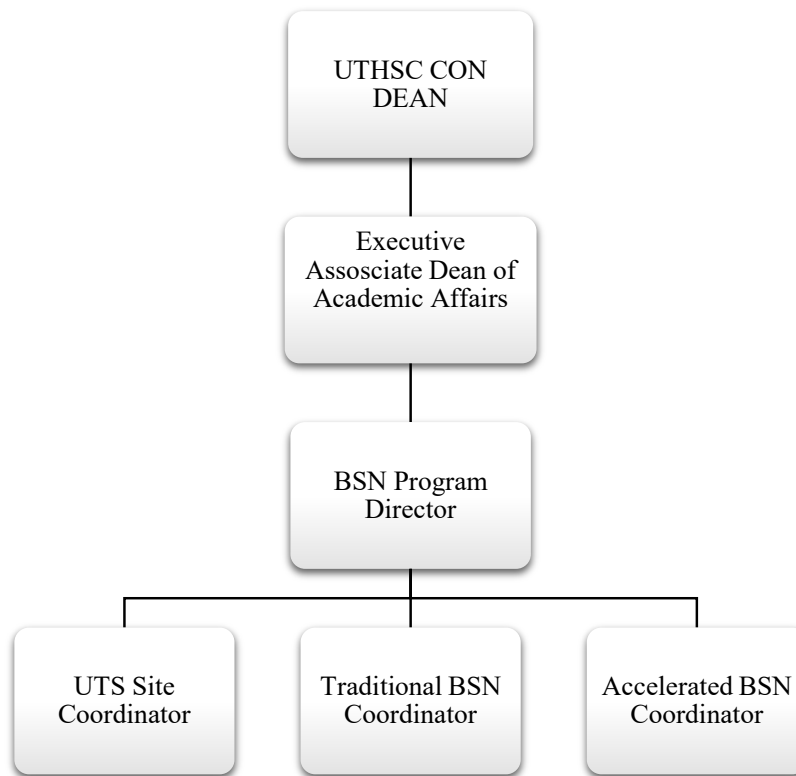 UTHSC CON
DEAN
Executive
Assosciate Dean of
Academic Affairs
BSN Program
Director
UTS Site
Coordinator
Traditional BSN
Coordinator
Accelerated BSN
Coordinator